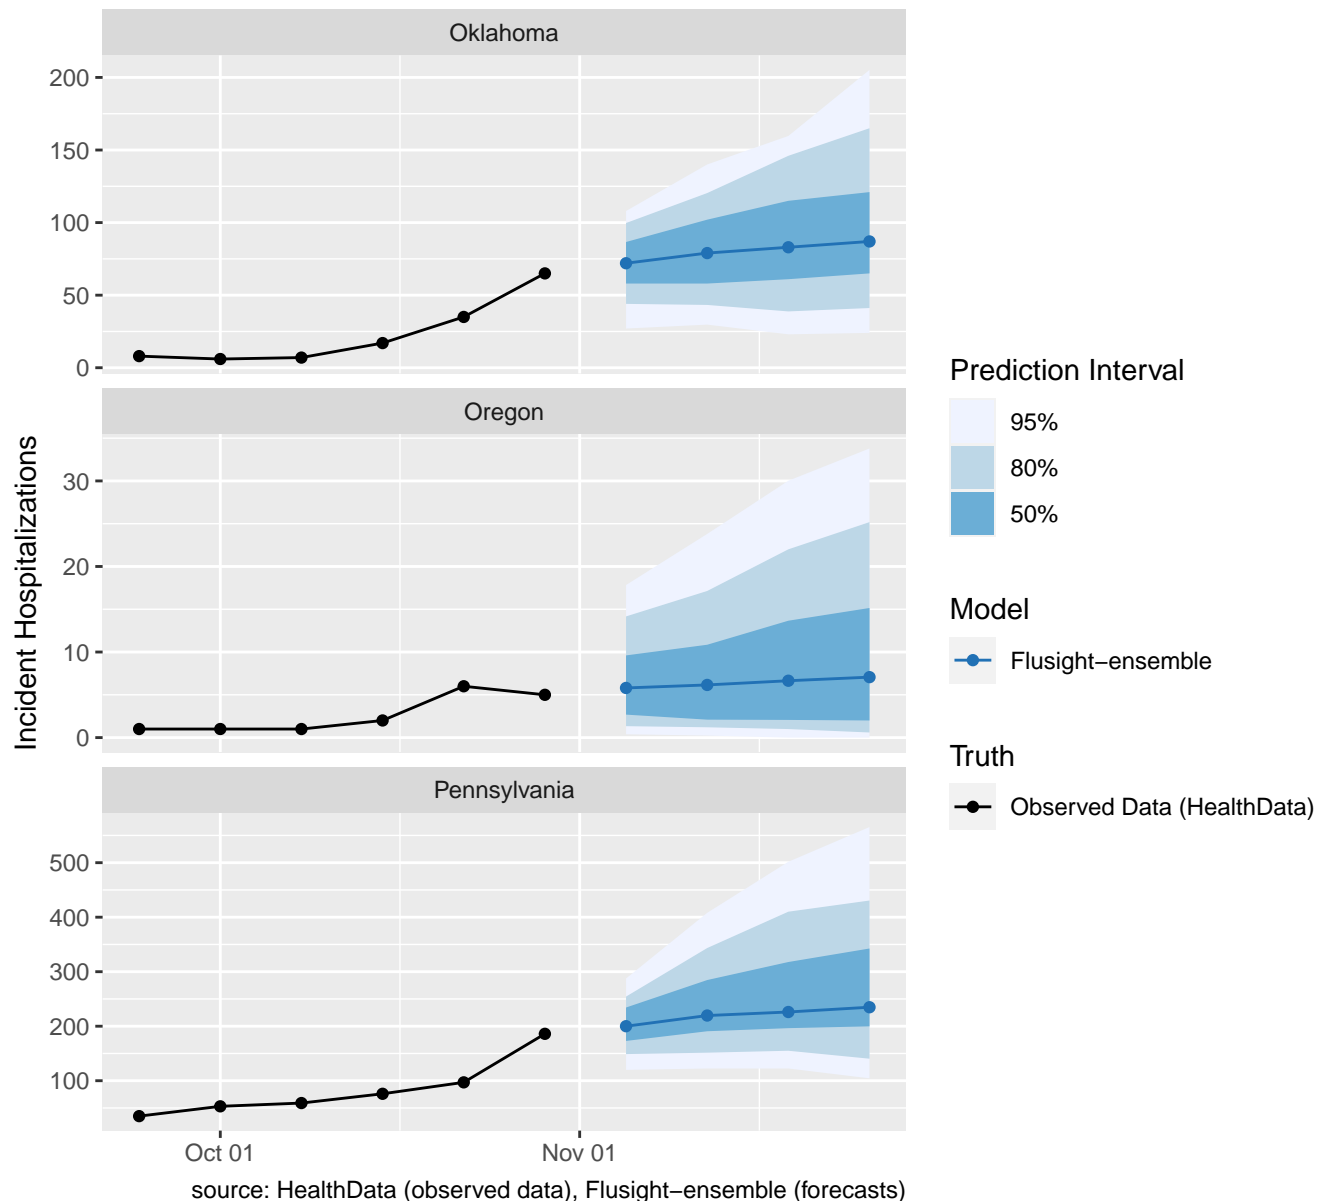 Oklahoma
200
150
100
50
0
Oregon
30
20
10
0
Pennsylvania
500
400
300
200
100
Oct 01
Nov 01
Incident Hospitalizations
source: HealthData (observed data), Flusight−ensemble (forecasts)
Prediction Interval
95%
80%
50%
Model
Flusight−ensemble
Truth
Observed Data (HealthData)